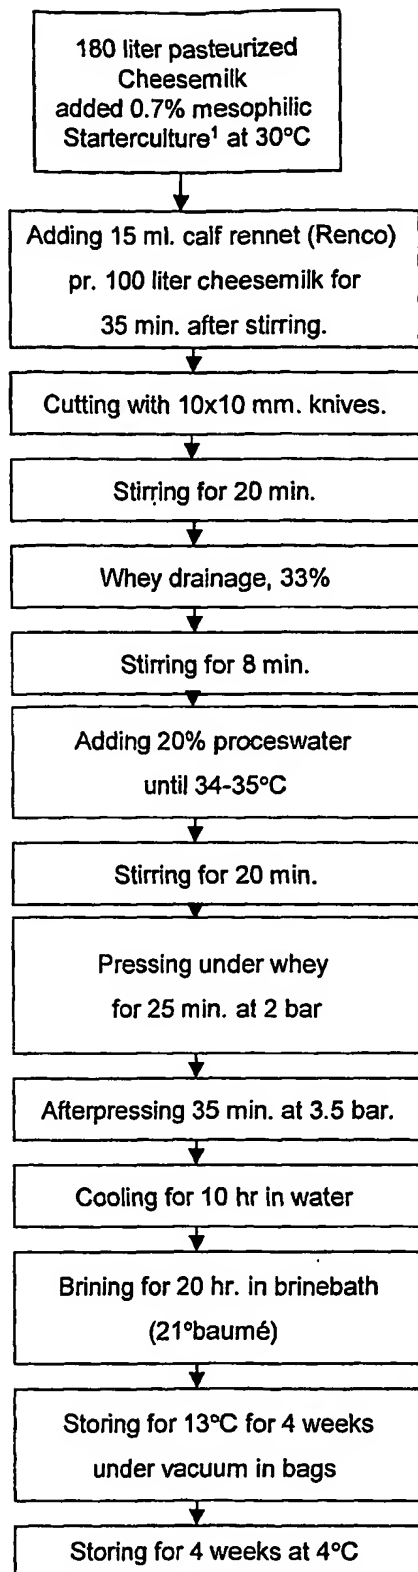 180 liter pasteurized
Cheesemilk
added 0.7% mesophilic
Starterculture¹ at 30°C
Adding 15 ml. calf rennet (Renco)
pr. 100 liter cheesemilk for
35 min. after stirring.
Cutting with 10x10 mm. knives.
Stirring for 20 min.
Whey drainage, 33%
Stirring for 8 min.
Adding 20% proceswater
until 34-35°C
Stirring for 20 min.
Pressing under whey
for 25 min. at 2 bar
Afterpressing 35 min. at 3.5 bar.
Cooling for 10 hr in water
Brining for 20 hr. in brinebath
(21°baumé)
Storing for 13°C for 4 weeks
under vacuum in bags
Storing for 4 weeks at 4°C